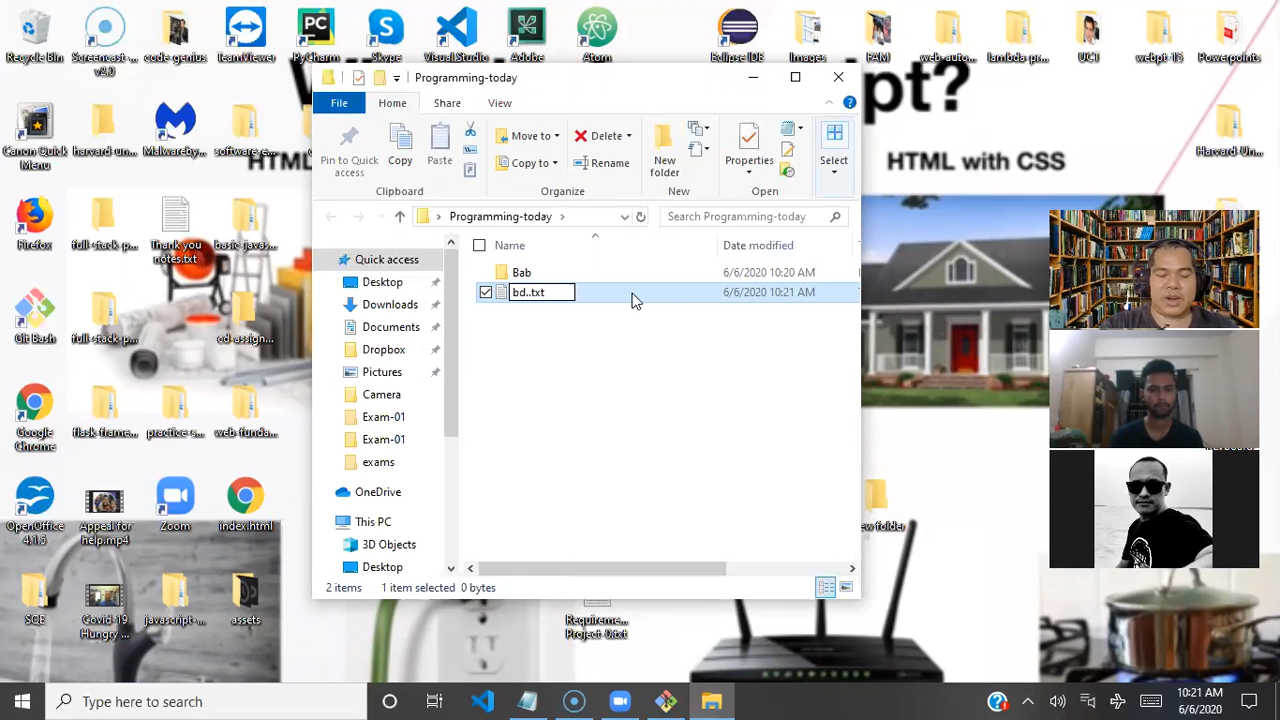 Recycle Bin
Screencast-...
v2.0
code-genius
TeamViewer
PyCharm
Skype
Visual Studio
Adobe
Atom
Eclipse IDE
Images
FAM
web-auto...
lambda-pr...
UCI
webpt-15
Powerpoints
Programming-today
pt?
File
Home
Share
View
Canon Quick
Menu
harvard-un...
Malwareby...
software-e...
HTML
HTML with CSS
Harvard-Un...
Pin to Quick
access
Copy
Paste
Move to
Copy to
Delete
Rename
New
folder
Properties
Open
Select
Clipboard
Organize
New
Programming-today
Search Programming-today
Firefox
full-stack-p...
Thank you
notes.txt
basic-javas...
Name
Date modified
Quick access
Desktop
Downloads
Documents
Dropbox
Pictures
Camera
Exam-01
Exam-01
exams
OneDrive
This PC
3D Objects
Desktop
Bab
6/6/2020 10:20 AM
bd..txt
6/6/2020 10:21 AM
Git Bash
full-stack-p...
cd-assign...
Google
Chrome
flask-frame...
practice-s...
web-funda...
OpenOffice
4.1.6
Appeal for
help.mp4
Zoom
index.html
ew-folder
2 items
1 item selected
0 bytes
SCE
Covid-19
Hungry ...
javascript-...
assets
Requireme...
Project-0.txt
Type here to search
10:21 AM
6/6/2020